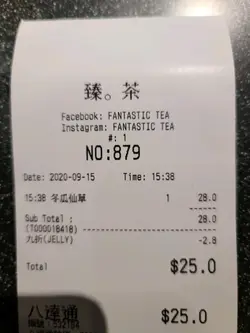 臻。茶
Facebook: FANTASTIC TEA
Instagram: FANTASTIC TEA
#: 1
NO:879
Date: 2020-09-15 Time: 15:38
15:38 冬瓜仙草 1 28.0
Sub Total : 28.0
(T000018418)
九折(JELLY) -2.8
Total $25.0
八達通 $25.0